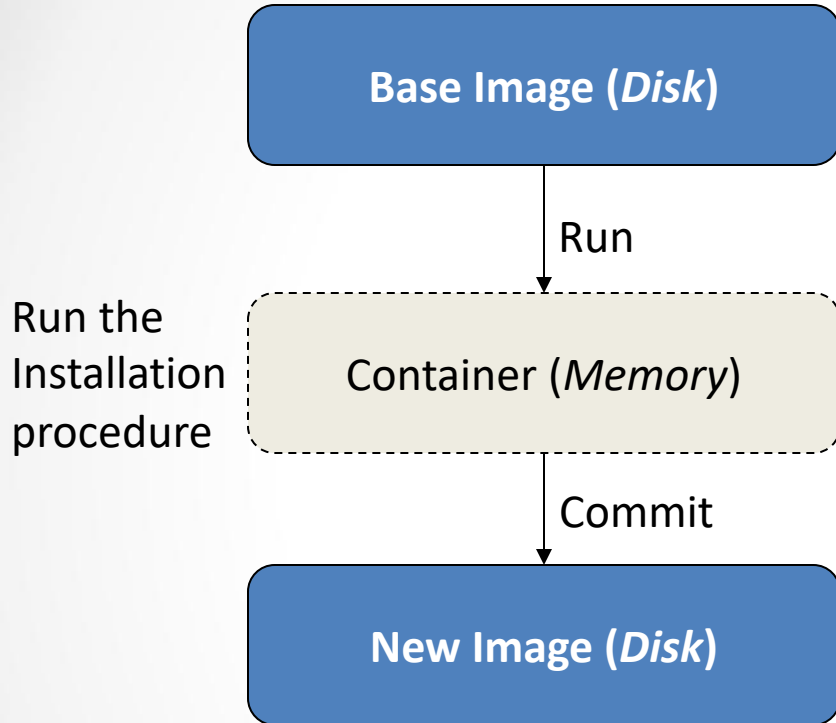 Base Image (Disk)
Run
Run the
Installation
procedure
Container (Memory)
Commit
New Image (Disk)